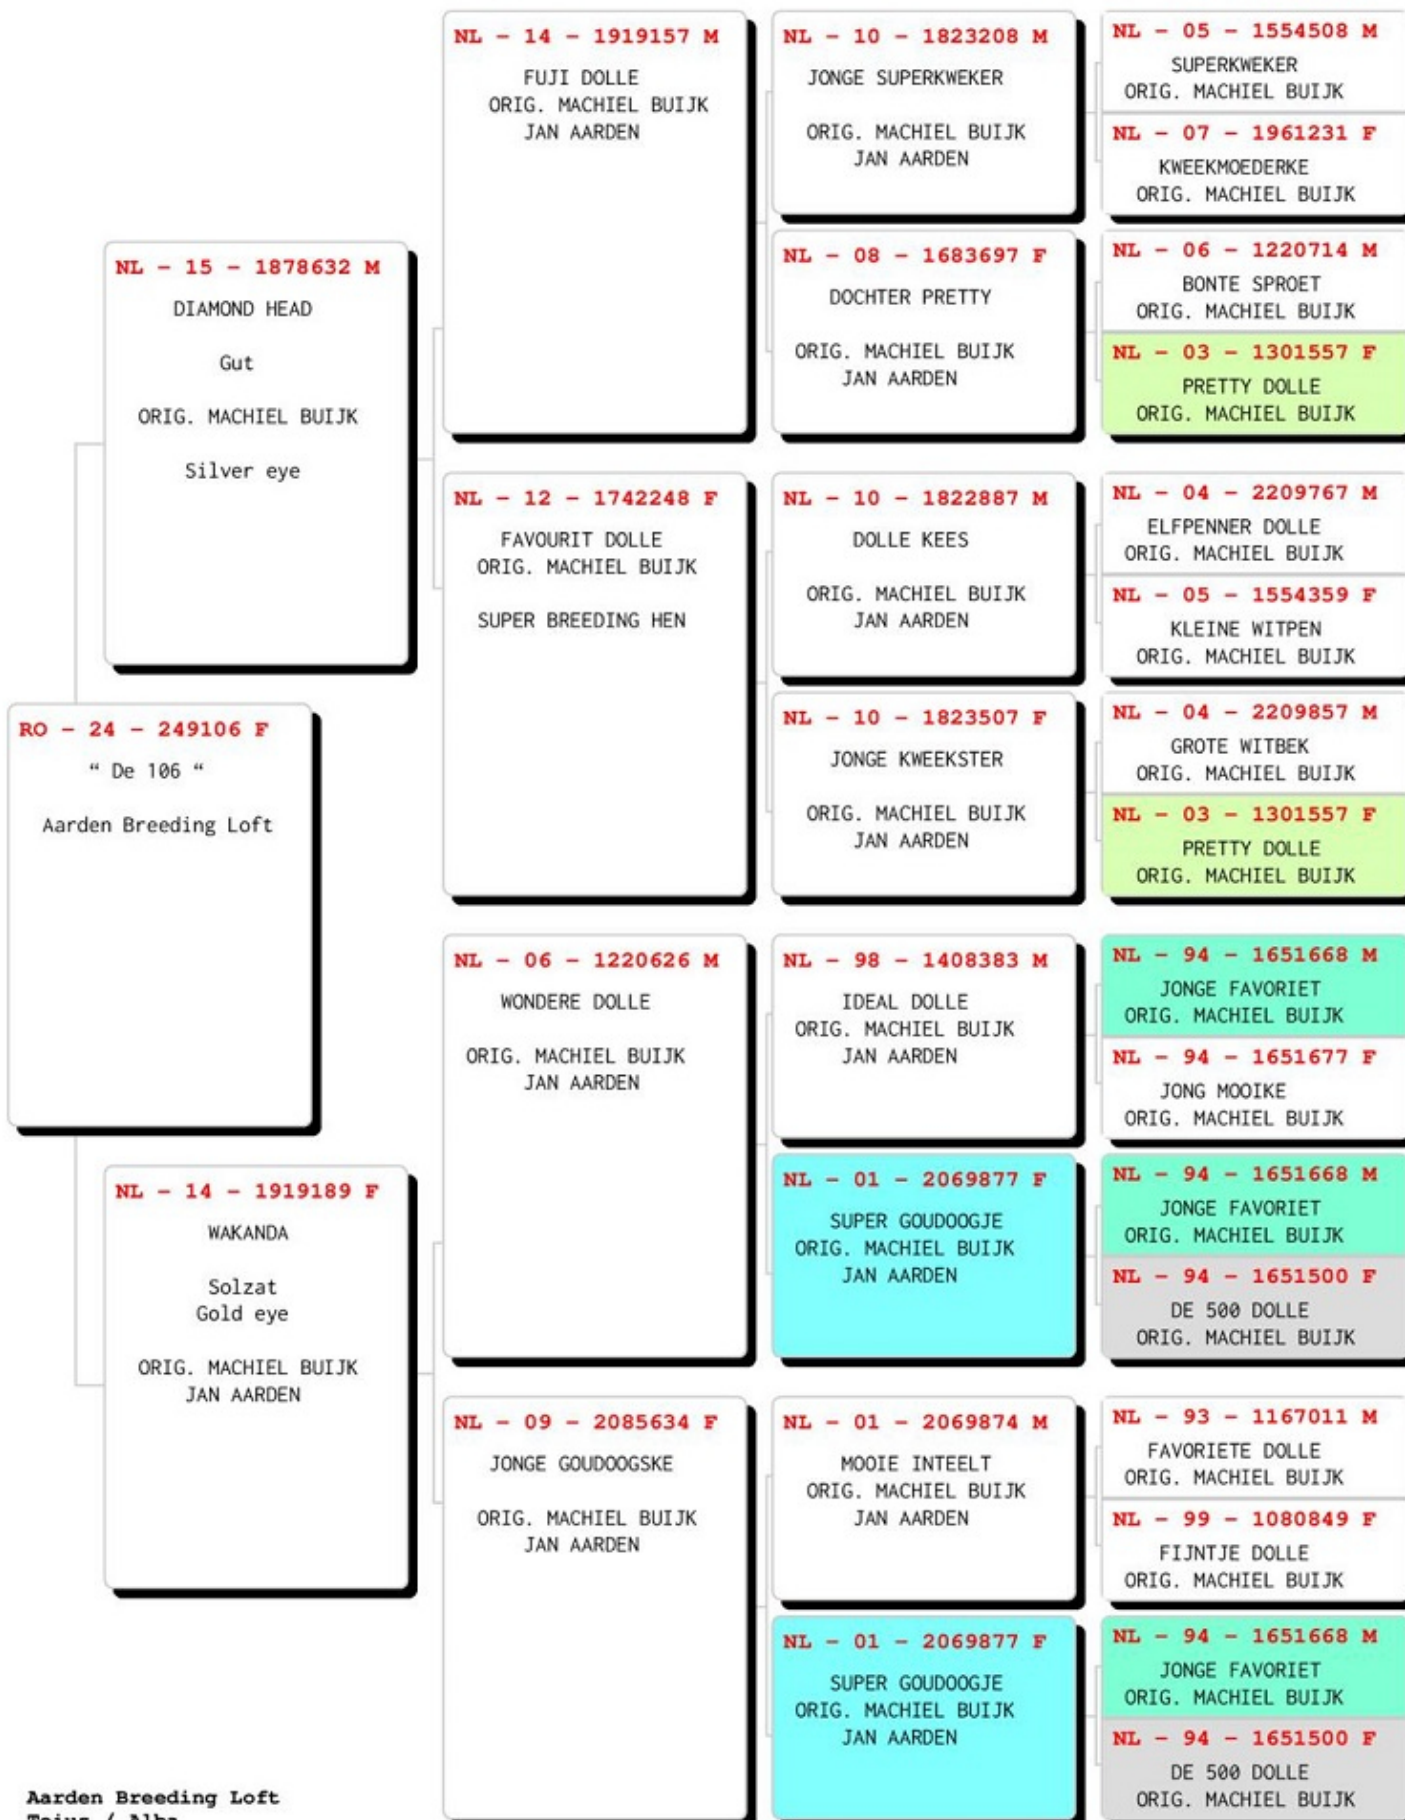 RO - 24 - 249106 F
“ De 106 “
Aarden Breeding Loft
NL - 15 - 1878632 M
DIAMOND HEAD
Gut
ORIG. MACHIEL BUIJK
Silver eye
NL - 14 - 1919189 F
WAKANDA
Solzat
Gold eye
ORIG. MACHIEL BUIJK
JAN AARDEN
NL - 14 - 1919157 M
FUJI DOLLE
ORIG. MACHIEL BUIJK
JAN AARDEN
NL - 12 - 1742248 F
FAVOURIT DOLLE
ORIG. MACHIEL BUIJK
SUPER BREEDING HEN
NL - 06 - 1220626 M
WONDERE DOLLE
ORIG. MACHIEL BUIJK
JAN AARDEN
NL - 09 - 2085634 F
JONGE GOUDOOGSKE
ORIG. MACHIEL BUIJK
JAN AARDEN
NL - 10 - 1823208 M
JONGE SUPERKWEKER
ORIG. MACHIEL BUIJK
JAN AARDEN
NL - 08 - 1683697 F
DOCHTER PRETTY
ORIG. MACHIEL BUIJK
JAN AARDEN
NL - 10 - 1822887 M
DOLLE KEES
ORIG. MACHIEL BUIJK
JAN AARDEN
NL - 10 - 1823507 F
JONGE KWEEKSTER
ORIG. MACHIEL BUIJK
JAN AARDEN
NL - 98 - 1408383 M
IDEAL DOLLE
ORIG. MACHIEL BUIJK
JAN AARDEN
NL - 01 - 2069877 F
SUPER GOUDOOGJE
ORIG. MACHIEL BUIJK
JAN AARDEN
NL - 01 - 2069874 M
MOOIE INTEELT
ORIG. MACHIEL BUIJK
JAN AARDEN
NL - 01 - 2069877 F
SUPER GOUDOOGJE
ORIG. MACHIEL BUIJK
JAN AARDEN
NL - 05 - 1554508 M
SUPERKWEKER
ORIG. MACHIEL BUIJK
NL - 07 - 1961231 F
KWEEKMOEDERKE
ORIG. MACHIEL BUIJK
NL - 06 - 1220714 M
BONTE SPROET
ORIG. MACHIEL BUIJK
NL - 03 - 1301557 F
PRETTY DOLLE
ORIG. MACHIEL BUIJK
NL - 04 - 2209767 M
ELFPENNER DOLLE
ORIG. MACHIEL BUIJK
NL - 05 - 1554359 F
KLEINE WITPEN
ORIG. MACHIEL BUIJK
NL - 04 - 2209857 M
GROTE WITBEK
ORIG. MACHIEL BUIJK
NL - 03 - 1301557 F
PRETTY DOLLE
ORIG. MACHIEL BUIJK
NL - 94 - 1651668 M
JONGE FAVORIET
ORIG. MACHIEL BUIJK
NL - 94 - 1651677 F
JONG MOOIKE
ORIG. MACHIEL BUIJK
NL - 94 - 1651668 M
JONGE FAVORIET
ORIG. MACHIEL BUIJK
NL - 94 - 1651500 F
DE 500 DOLLE
ORIG. MACHIEL BUIJK
NL - 93 - 1167011 M
FAVORIETE DOLLE
ORIG. MACHIEL BUIJK
NL - 99 - 1080849 F
FIJNTJE DOLLE
ORIG. MACHIEL BUIJK
NL - 94 - 1651668 M
JONGE FAVORIET
ORIG. MACHIEL BUIJK
NL - 94 - 1651500 F
DE 500 DOLLE
ORIG. MACHIEL BUIJK
Aarden Breeding Loft
/ Alba